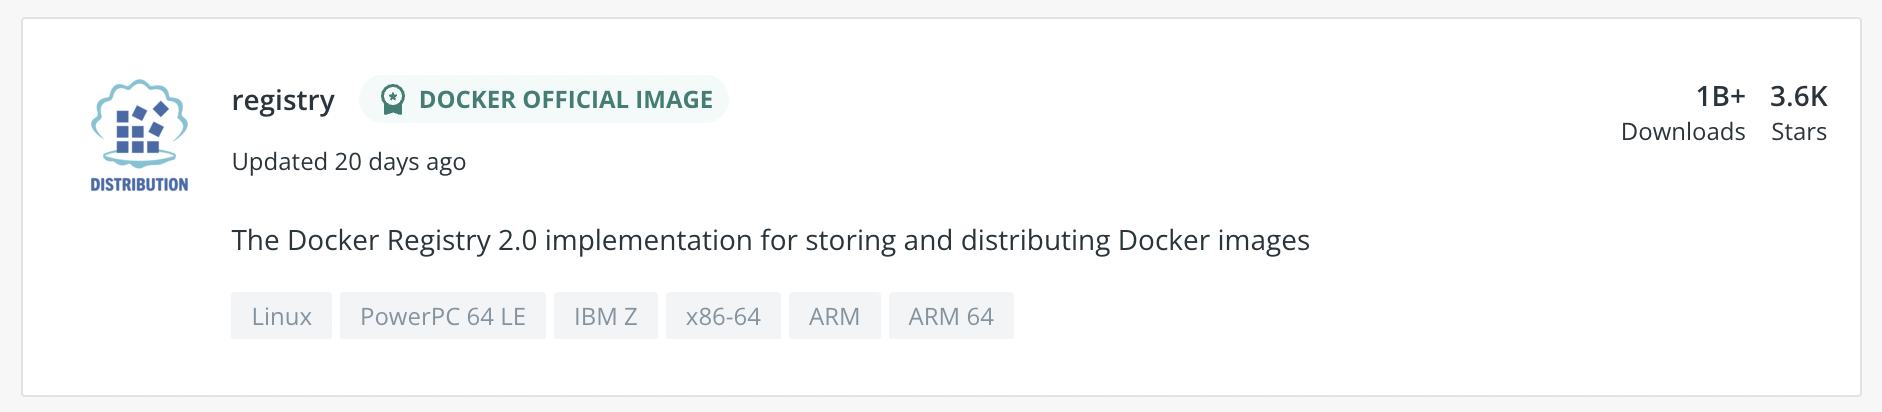 registry
DOCKER OFFICIAL IMAGE
1B+
Downloads
3.6K
Stars
Updated 20 days ago
DISTRIBUTION
The Docker Registry 2.0 implementation for storing and distributing Docker images
Linux
PowerPC 64 LE
IBM Z
x86-64
ARM
ARM 64